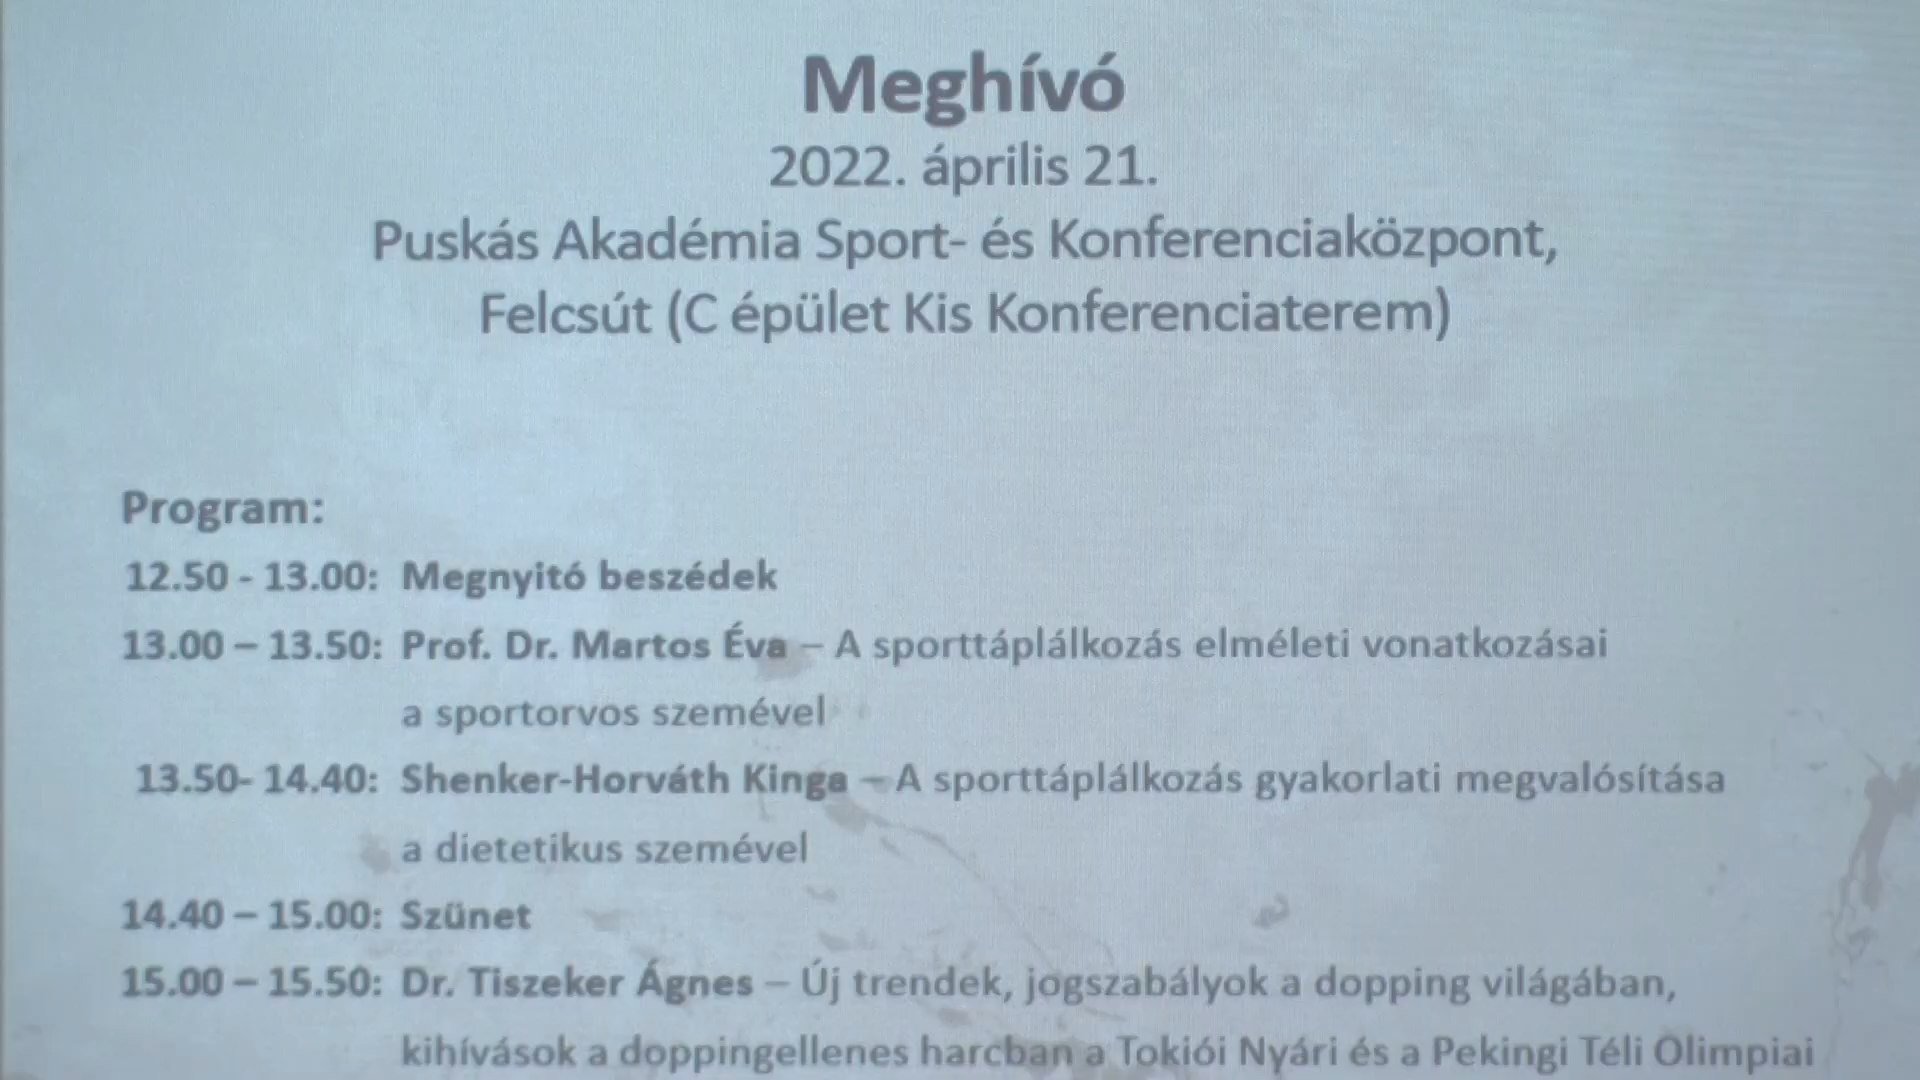 Meghívó
2022. április 21.
Puskás Akadémia Sport- és Konferenciaközpont,
Felcsút (C épület Kis Konferenciaterem)
Program:
12.50 - 13.00: Megnyitó beszédek
13.00 – 13.50: Prof. Dr. Martos Éva – A sporttáplálkozás elméleti vonatkozásai
a sportorvos szemével
13.50- 14.40: Shenker-Horváth Kinga – A sporttáplálkozás gyakorlati megvalósítása
a dietetikus szemével
14.40 – 15.00: Szünet
15.00 – 15.50: Dr. Tiszeker Ágnes – Új trendek, jogszabályok a dopping világában,
kihívások a doppingellenes harcban a Tokiói Nyári és a Pekingi Téli Olimpiai